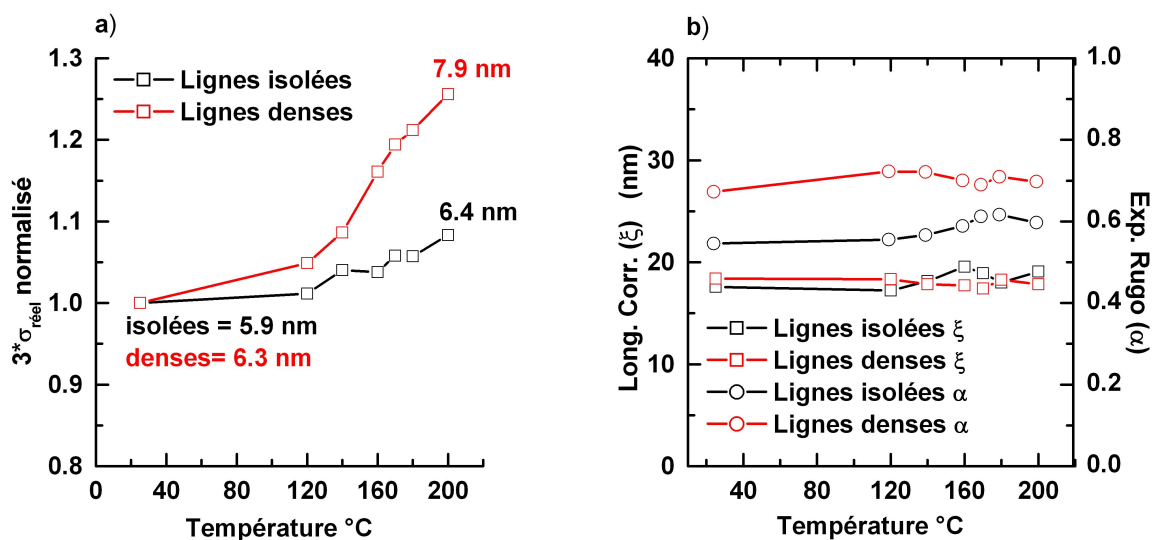 a)
1.3
1.2
1.1
1.0
0.9
0.8
3*σréel normalisé
Lignes isolées
Lignes denses
7.9 nm
6.4 nm
isolées = 5.9 nm
denses= 6.3 nm
0 40 80 120 160 200
Température °C
b)
40
30
20
10
0
Long. Corr. (ξ) (nm)
1.0
0.8
0.6
0.4
0.2
0.0
Exp. Rugo (α)
Lignes isolées ξ
Lignes denses ξ
Lignes isolées α
Lignes denses α
40 80 120 160 200
Température °C